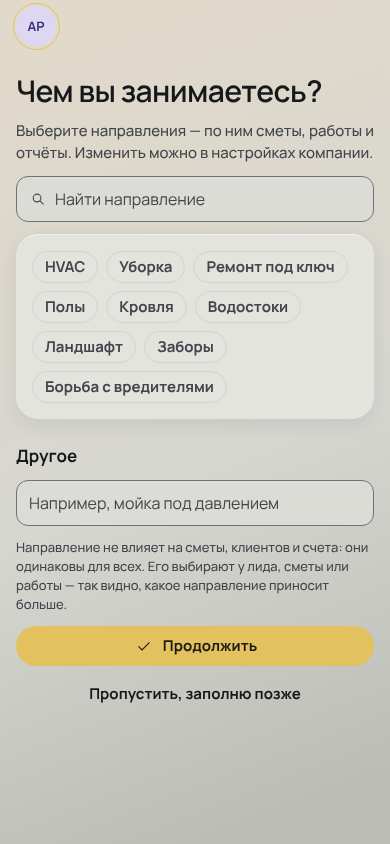 AP
Чем вы занимаетесь?
Выберите направления — по ним сметы, работы и
отчёты. Изменить можно в настройках компании.
Найти направление
HVAC Уборка Ремонт под ключ
Полы Кровля Водостоки
Ландшафт Заборы
Борьба с вредителями
Другое
Например, мойка под давлением
Направление не влияет на сметы, клиентов и счета: они
одинаковы для всех. Его выбирают у лида, сметы или
работы — так видно, какое направление приносит
больше.
Продолжить
Пропустить, заполню позже